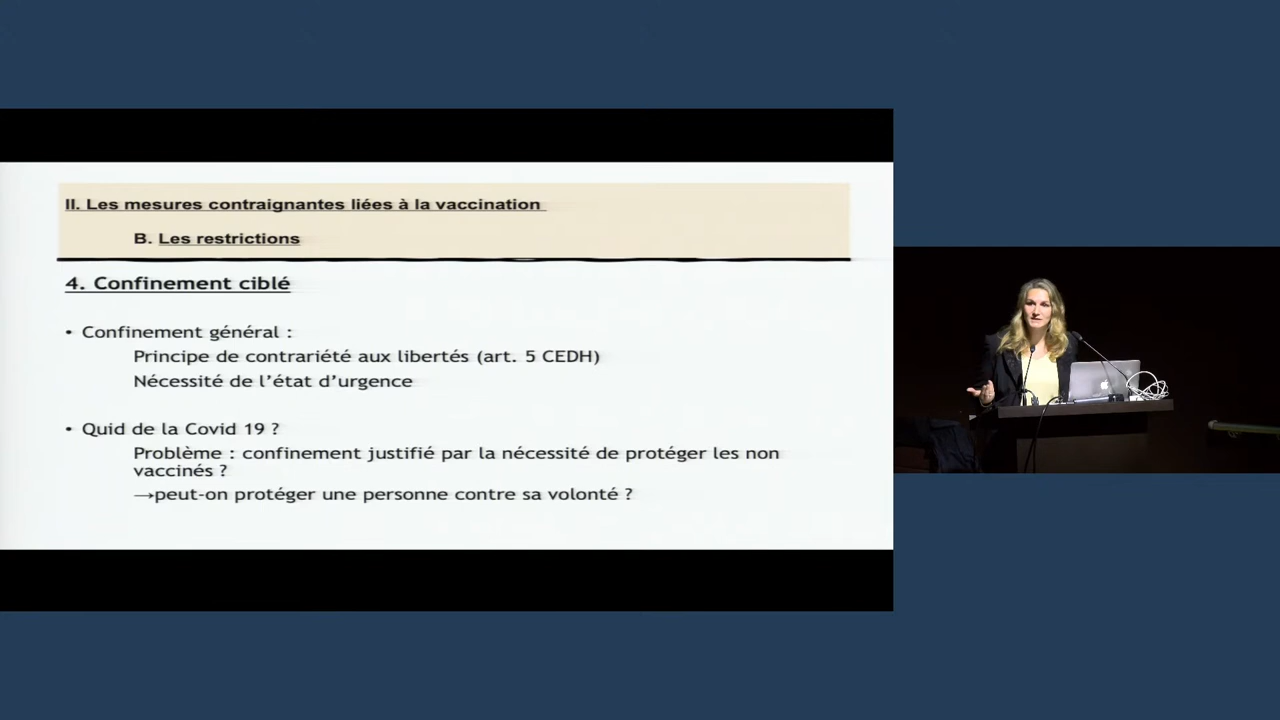 II. Les mesures contraignantes liées à la vaccination
B. Les restrictions
4. Confinement ciblé
• Confinement général :
Principe de contrariété aux libertés (art. 5 CEDH)
Nécessité de l’état d’urgence
• Quid de la Covid 19 ?
Problème : confinement justifié par la nécessité de protéger les non
vaccinés ?
→peut-on protéger une personne contre sa volonté ?